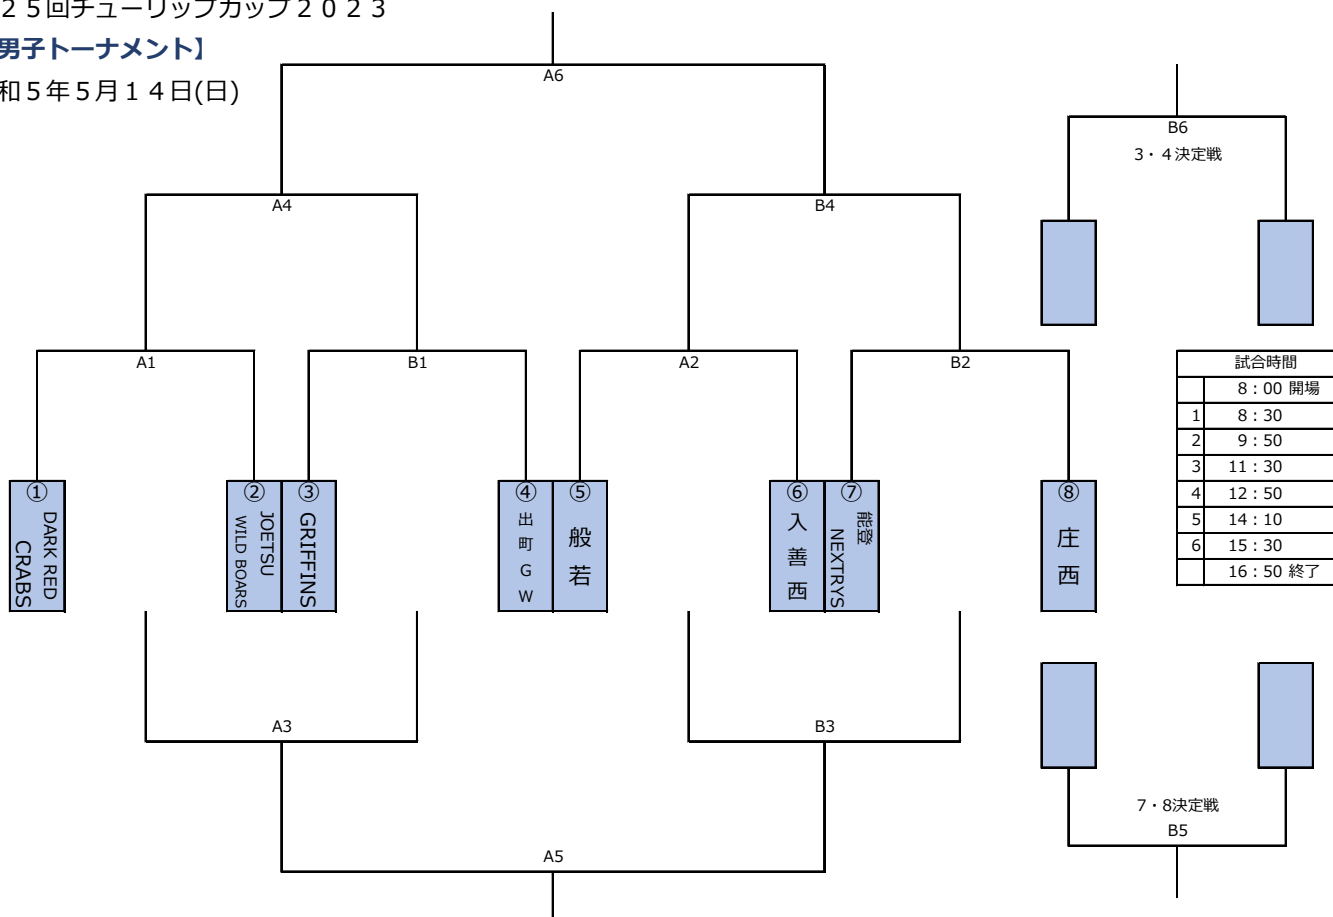 ２５回チューリップカップ２０２３
男子トーナメント】
和５年５月１４日(日)
A6
B6
3・４決定戦
A4
B4
A1
B1
A2
B2
試合時間
8：00 開場
1 8：30
2 9：50
3 11：30
4 12：50
5 14：10
6 15：30
16：50 終了
①
DARK RED
CRABS
②
JOETSU
WILD BOARS
③
GRIFFINS
④
出町GW
⑤
般若
⑥
入善西
⑦
能登
NEXTRYS
⑧
庄西
A3
B3
7・8決定戦
B5
A5